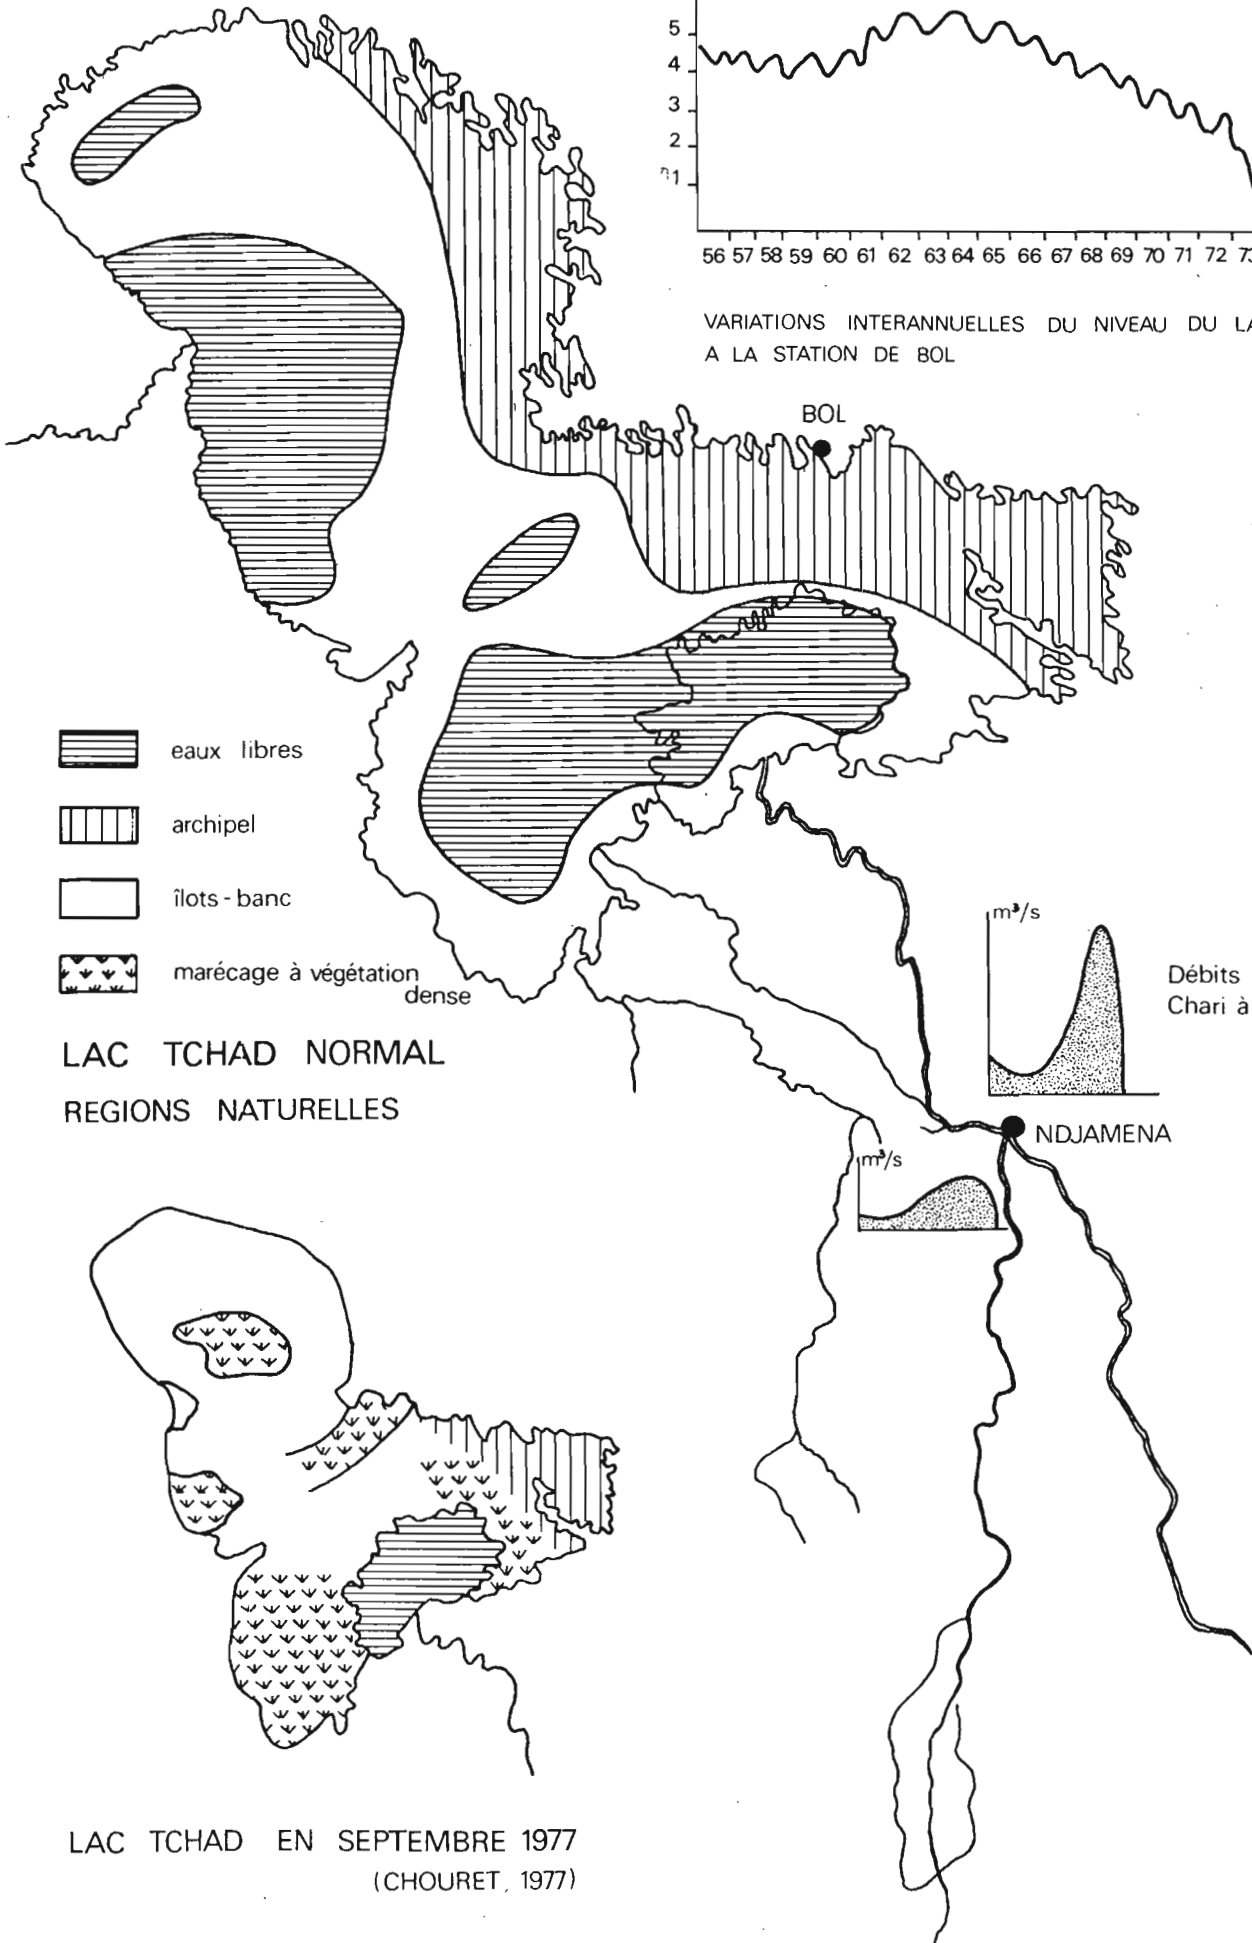 5
4
3
2
1
56 57 58 59 60 61 62 63 64 65 66 67 68 69 70 71 72
VARIATIONS INTERANNUELLES DU NIVEAU DU
A LA STATION DE BOL
BOL
eaux libres
archipel
îlots-banc
marécage à végétation
dense
LAC TCHAD NORMAL
REGIONS NATURELLES
m³/s
Débits
Chari à
NDJAMENA
m³/s
LAC TCHAD EN SEPTEMBRE 1977
(CHOURET, 1977)